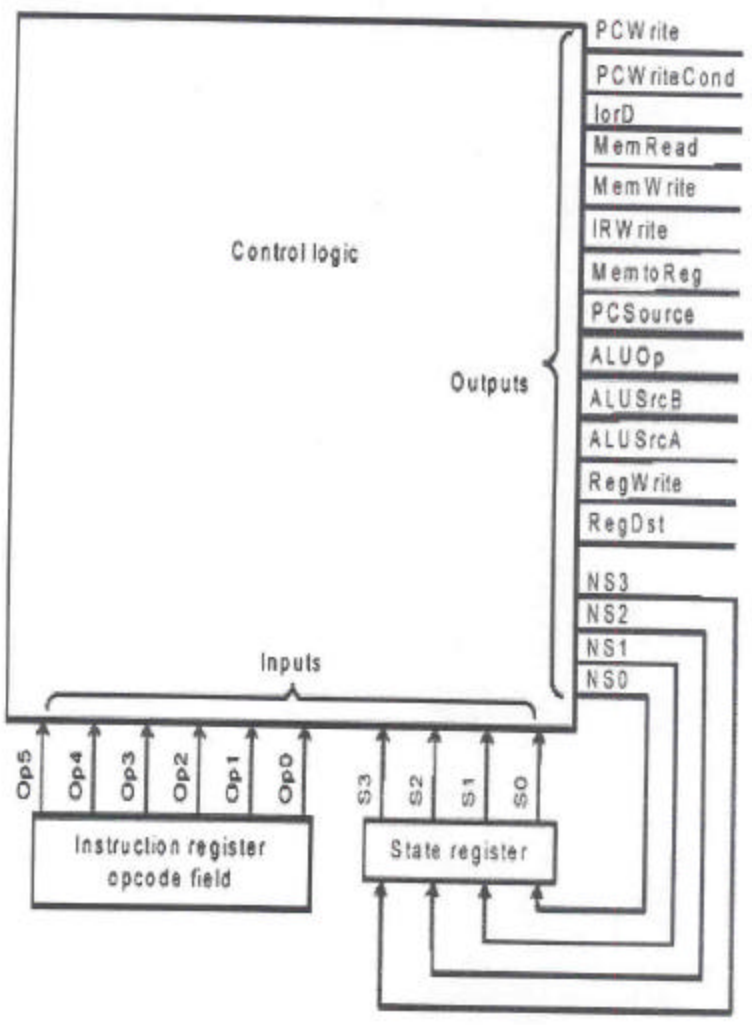 PCWrite
PCWriteCond
IorD
MemRead
MemWrite
IRWrite
MemtoReg
PCSource
ALUOp
ALUSrcB
ALUSrcA
RegWrite
RegDst
NS3
NS2
NS1
NS0
Control logic
Outputs
Inputs
Op5
Op4
Op3
Op2
Op1
Op0
S3
S2
S1
S0
Instruction register
opcode field
State register